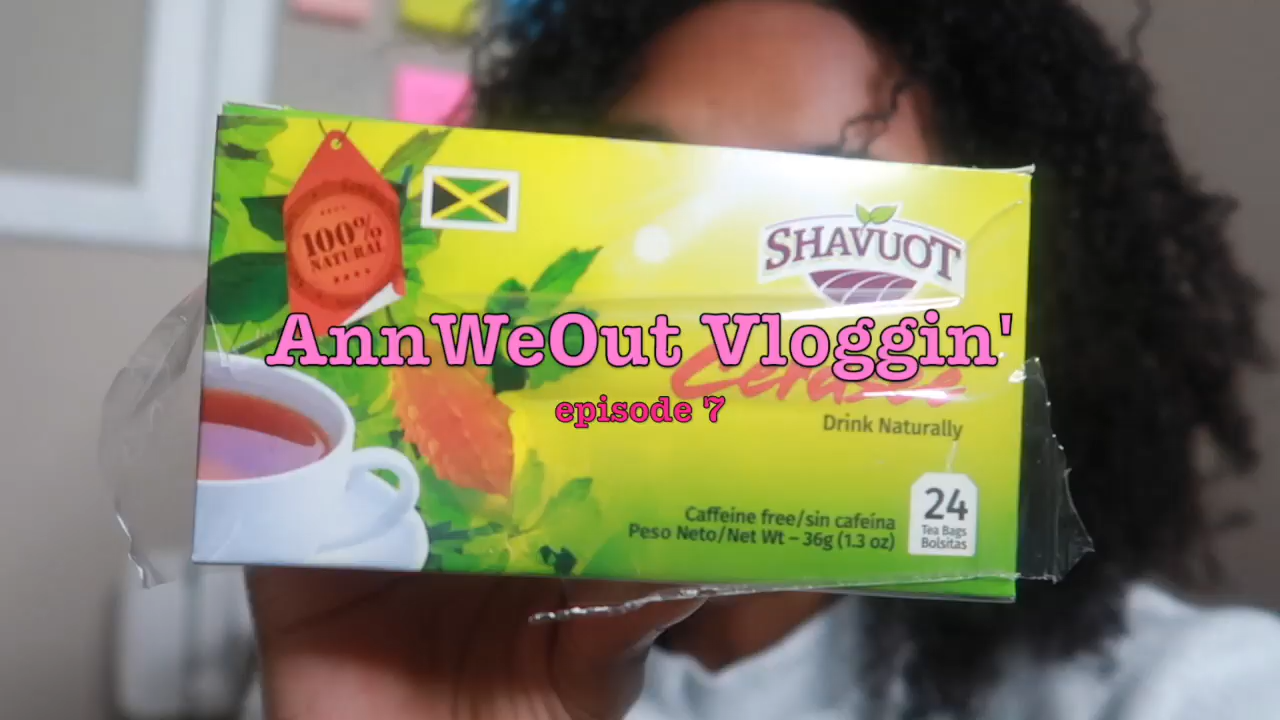 100%
NATURAL
SHAVUOT
AnnWeOut Vloggin'
Cerasee
episode 7
Drink Naturally
24
Tea Bags
Bolsitas
Caffeine free/sin cafeína
Peso Neto/Net Wt – 36g (1.3 oz)